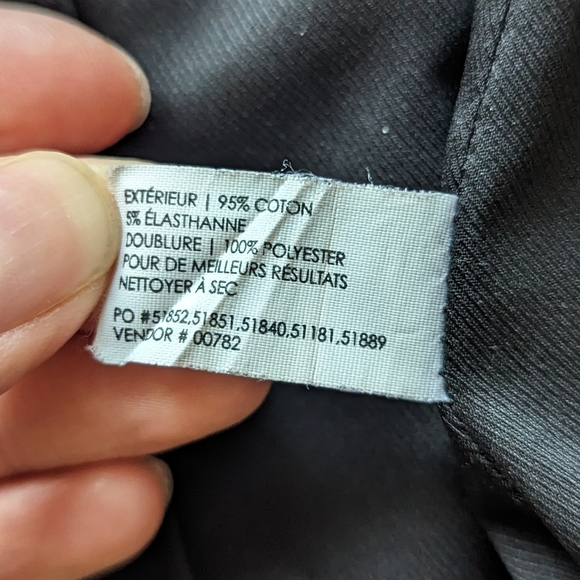 EXTÉRIEUR | 95% COTON
5% ÉLASTHANNE
DOUBLURE | 100% POLYESTER
POUR DE MEILLEURS RÉSULTATS
NETTOYER À SEC
PO #51852,51851,51840,51181,51889
VENDOR # 00782